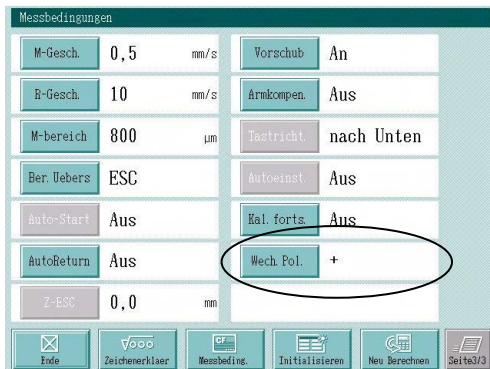 Messbedingungen
M-Gesch. 0,5 mm/s
R-Gesch. 10 mm/s
M-bereich 800 µm
Ber. Uebers ESC
Auto-Start Aus
AutoReturn Aus
Z-ESC 0,0 mm
Vorschub An
Armkompen. Aus
Tastricht. nach Unten
Autoeinst. Aus
Kal. forts. Aus
Wech. Pol. +
Ende
Zeichenerklaer
CF
Messbeding.
Initialisieren
Neu Berechnen
Seite3/3